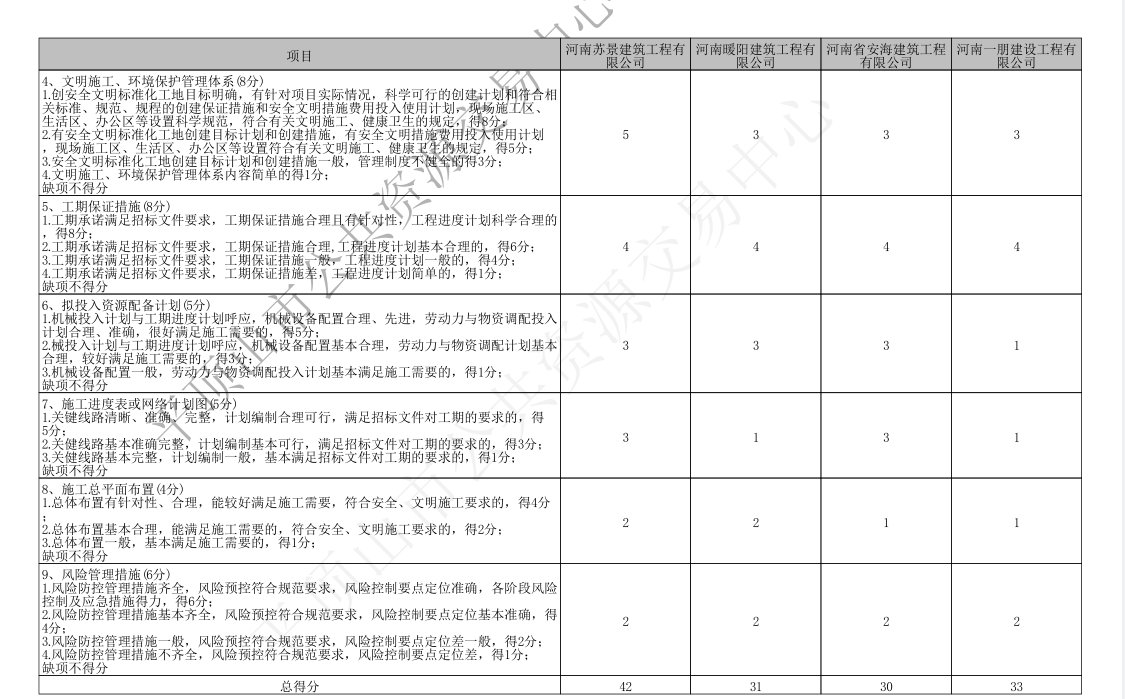 项目
河南苏景建筑工程有
限公司
河南暖阳建筑工程有
限公司
河南省安海建筑工程
有限公司
河南一朋建设工程有
限公司
4、文明施工、环境保护管理体系(8分)
1.创安全文明标准化工地目标明确，有针对项目实际情况，科学可行的创建计划和符合相
关标准、规范、规程的创建保证措施和安全文明措施费用投入使用计划，现场施工区、
生活区、办公区等设置科学规范，符合有关文明施工、健康卫生的规定，得8分；
2.有安全文明标准化工地创建目标计划和创建措施，有安全文明措施费用投入使用计划
，现场施工区、生活区、办公区等设置符合有关文明施工、健康卫生的规定，得5分；
3.安全文明标准化工地创建目标计划和创建措施一般，管理制度不健全的得3分；
4.文明施工、环境保护管理体系内容简单的得1分；
缺项不得分
5
3
3
3
5、工期保证措施(8分)
1.工期承诺满足招标文件要求，工期保证措施合理且有针对性，工程进度计划科学合理的
，得8分；
2.工期承诺满足招标文件要求，工期保证措施合理,工程进度计划基本合理的，得6分；
3.工期承诺满足招标文件要求，工期保证措施一般，工程进度计划一般的，得4分；
4.工期承诺满足招标文件要求，工期保证措施差，工程进度计划简单的，得1分；
缺项不得分
4
4
4
4
6、拟投入资源配备计划(5分)
1.机械投入计划与工期进度计划呼应，机械设备配置合理、先进，劳动力与物资调配投入
计划合理、准确，很好满足施工需要的，得5分；
2.械投入计划与工期进度计划呼应，机械设备配置基本合理，劳动力与物资调配计划基本
合理，较好满足施工需要的，得3分；
3.机械设备配置一般，劳动力与物资调配投入计划基本满足施工需要的，得1分；
缺项不得分
3
3
3
1
7、施工进度表或网络计划图(5分)
1.关键线路清晰、准确、完整，计划编制合理可行，满足招标文件对工期的要求的，得
5分；
2.关健线路基本准确完整，计划编制基本可行，满足招标文件对工期的要求的，得3分；
3.关健线路基本完整，计划编制一般，基本满足招标文件对工期的要求的，得1分；
缺项不得分
3
1
3
1
8、施工总平面布置(4分)
1.总体布置有针对性、合理，能较好满足施工需要，符合安全、文明施工要求的，得4分
；
2.总体布置基本合理，能满足施工需要的，符合安全、文明施工要求的，得2分；
3.总体布置一般，基本满足施工需要的，得1分；
缺项不得分
2
2
1
1
9、风险管理措施(6分)
1.风险防控管理措施齐全，风险预控符合规范要求，风险控制要点定位准确，各阶段风险
控制及应急措施得力，得6分；
2.风险防控管理措施基本齐全，风险预控符合规范要求，风险控制要点定位基本准确，得
4分；
3.风险防控管理措施一般，风险预控符合规范要求，风险控制要点定位差一般，得2分；
4.风险防控管理措施不齐全，风险预控符合规范要求，风险控制要点定位差，得1分；
缺项不得分
2
2
2
2
总得分
42
31
30
33
平顶山市公共资源交易中心
平顶山市公共资源交易中心